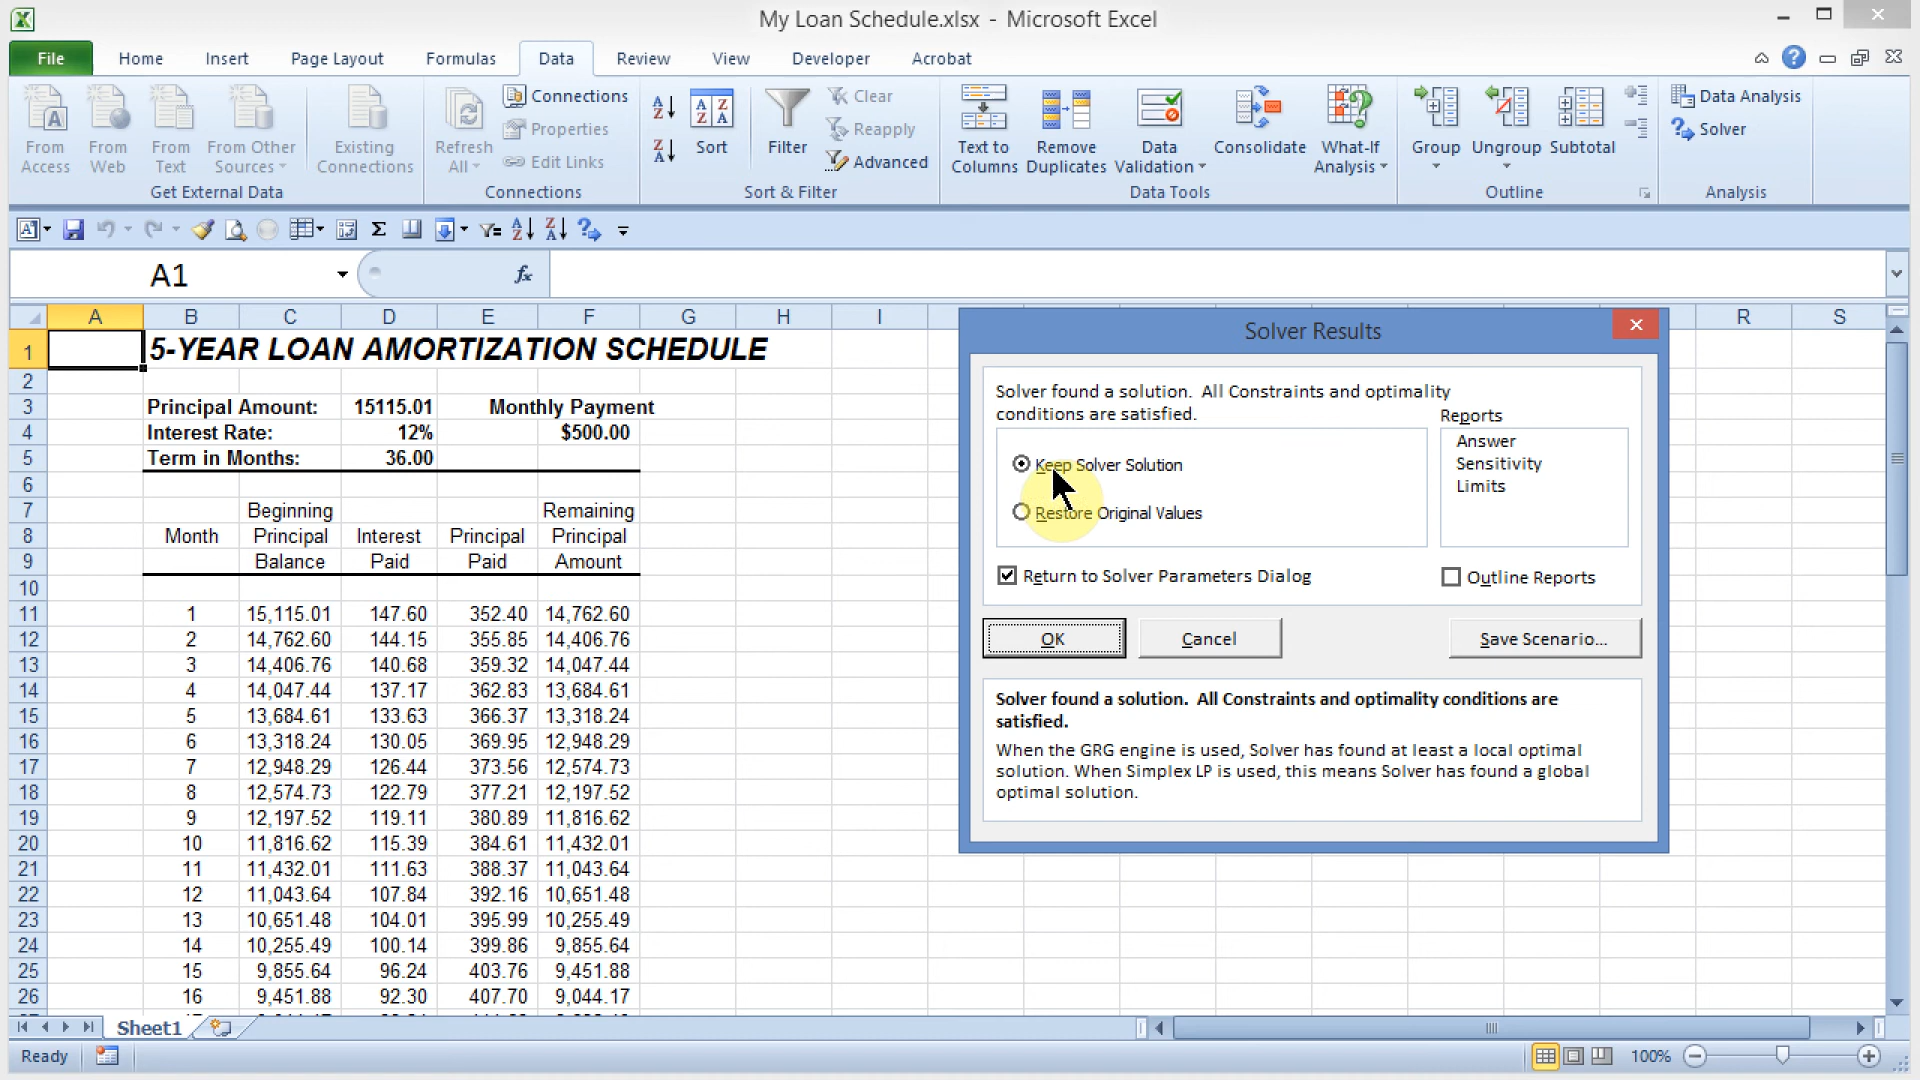 My Loan Schedule.xlsx - Microsoft Excel
File Home Insert Page Layout Formulas Data Review View Developer Acrobat
From Access
From Web
From Text
From Other Sources
Existing Connections
Get External Data
Refresh All
Connections
Properties
Edit Links
Connections
Sort
Filter
Clear
Reapply
Advanced
Sort & Filter
Text to Columns
Remove Duplicates
Data Validation
Consolidate
What-If Analysis
Data Tools
Group
Ungroup
Subtotal
Outline
Data Analysis
Solver
Analysis
A1 fx
A B C D E F G H I R S
1 5-YEAR LOAN AMORTIZATION SCHEDULE
2
3 Principal Amount: 15115.01 Monthly Payment
4 Interest Rate: 12% $500.00
5 Term in Months: 36.00
6
7 Beginning Remaining
8 Month Principal Interest Principal Principal
9 Balance Paid Paid Amount
10
11 1 15,115.01 147.60 352.40 14,762.60
12 2 14,762.60 144.15 355.85 14,406.76
13 3 14,406.76 140.68 359.32 14,047.44
14 4 14,047.44 137.17 362.83 13,684.61
15 5 13,684.61 133.63 366.37 13,318.24
16 6 13,318.24 130.05 369.95 12,948.29
17 7 12,948.29 126.44 373.56 12,574.73
18 8 12,574.73 122.79 377.21 12,197.52
19 9 12,197.52 119.11 380.89 11,816.62
20 10 11,816.62 115.39 384.61 11,432.01
21 11 11,432.01 111.63 388.37 11,043.64
22 12 11,043.64 107.84 392.16 10,651.48
23 13 10,651.48 104.01 395.99 10,255.49
24 14 10,255.49 100.14 399.86 9,855.64
25 15 9,855.64 96.24 403.76 9,451.88
26 16 9,451.88 92.30 407.70 9,044.17
Solver Results
Solver found a solution. All Constraints and optimality
conditions are satisfied.
Keep Solver Solution
Restore Original Values
Reports
Answer
Sensitivity
Limits
Return to Solver Parameters Dialog
Outline Reports
OK
Cancel
Save Scenario...
Solver found a solution. All Constraints and optimality conditions are
satisfied.
When the GRG engine is used, Solver has found at least a local optimal
solution. When Simplex LP is used, this means Solver has found a global
optimal solution.
Sheet1
Ready
100%